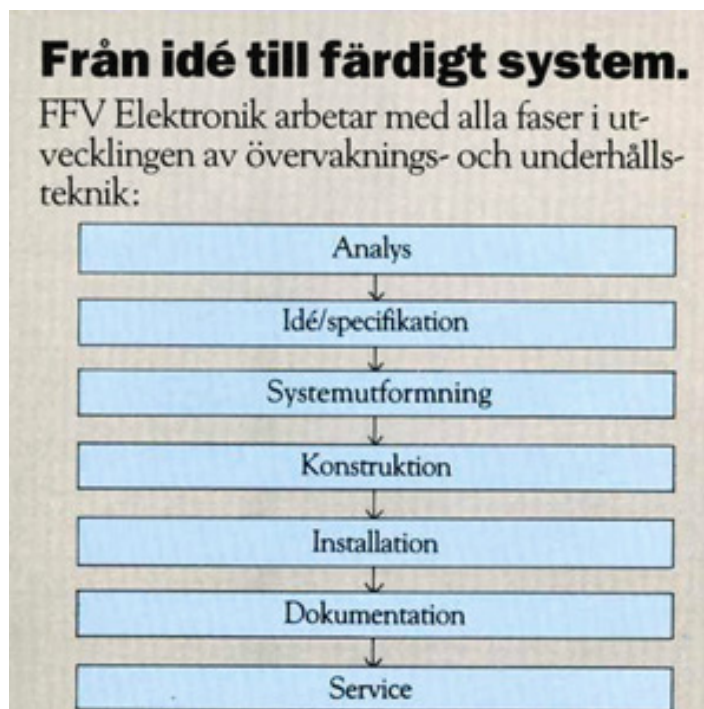 Från idé till färdigt system.
FFV Elektronik arbetar med alla faser i ut-
vecklingen av övervaknings- och underhålls-
teknik:
Analys
Idé/specifikation
Systemutformning
Konstruktion
Installation
Dokumentation
Service